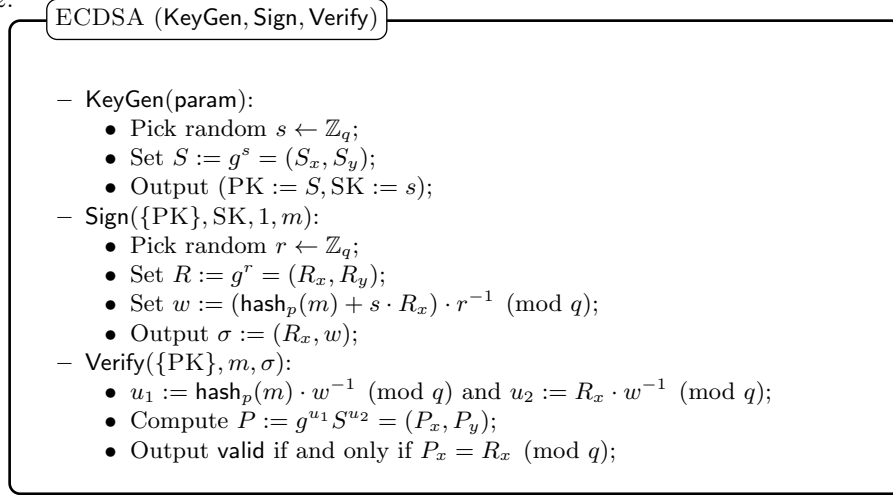 ECDSA (KeyGen, Sign, Verify)
– KeyGen(param):
• Pick random s ← ℤ_q;
• Set S := g^s = (S_x, S_y);
• Output (PK := S, SK := s);
– Sign({PK}, SK, 1, m):
• Pick random r ← ℤ_q;
• Set R := g^r = (R_x, R_y);
• Set w := (hash_p(m) + s · R_x) · r^{-1} (mod q);
• Output σ := (R_x, w);
– Verify({PK}, m, σ):
• u_1 := hash_p(m) · w^{-1} (mod q) and u_2 := R_x · w^{-1} (mod q);
• Compute P := g^{u_1} S^{u_2} = (P_x, P_y);
• Output valid if and only if P_x = R_x (mod q);